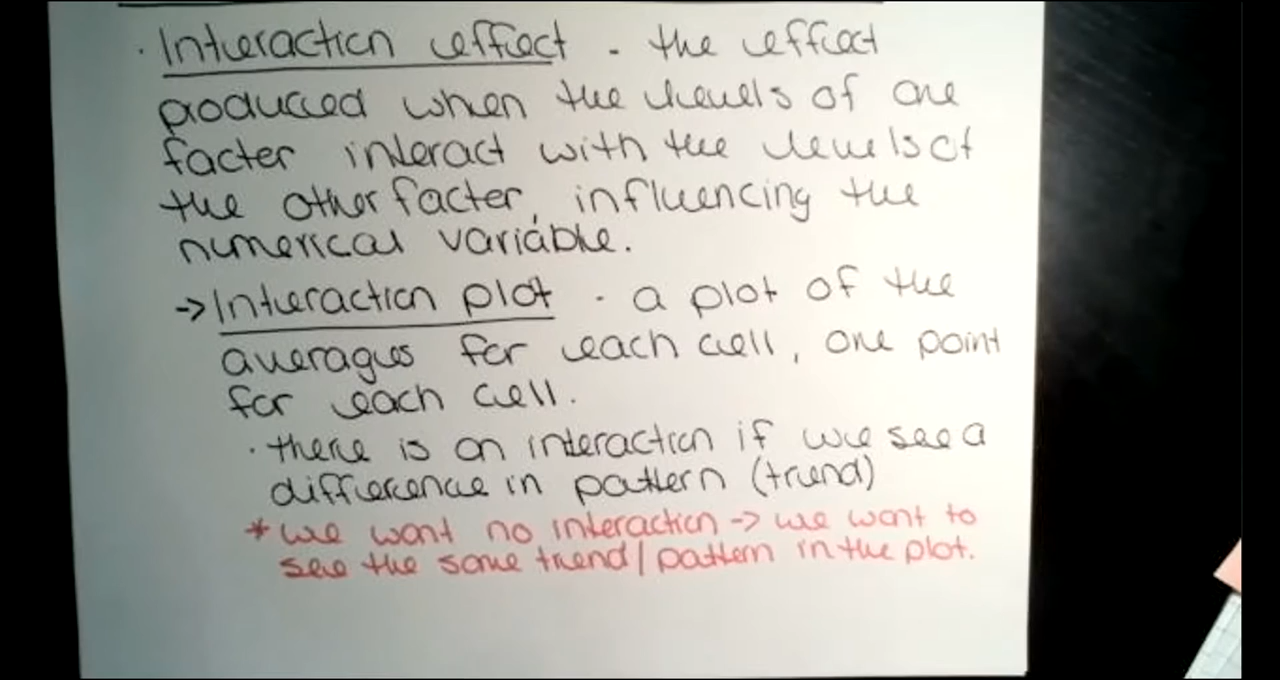 · Interaction effect - the effect
produced when the levels of one
factor interact with the levels of
the other factor, influencing the
numerical variable.
-> Interaction plot - a plot of the
averages for each cell, one point
for each cell.
· there is an interaction if we see a
difference in pattern (trend)
* we want no interaction -> we want to
see the same trend/pattern in the plot.